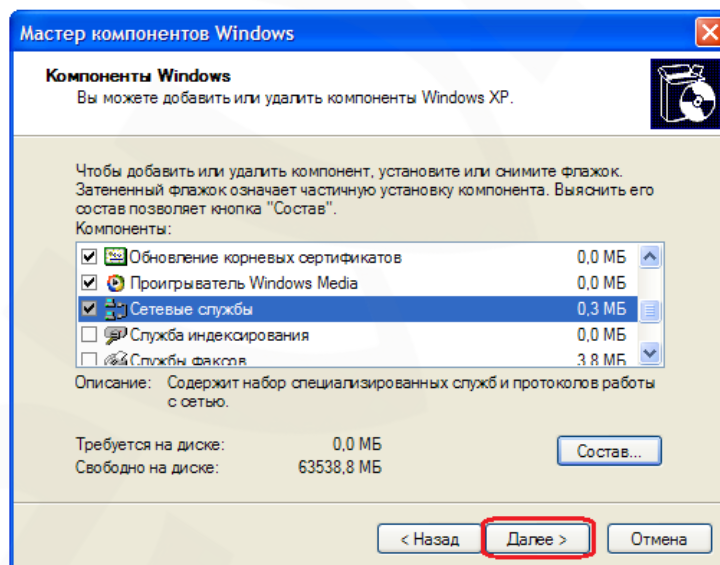 Мастер компонентов Windows
Компоненты Windows
Вы можете добавить или удалить компоненты Windows XP.
Чтобы добавить или удалить компонент, установите или снимите флажок.
Затененный флажок означает частичную установку компонента. Выяснить его
состав позволяет кнопка "Состав".
Компоненты:
Обновление корневых сертификатов 0,0 МБ
Проигрыватель Windows Media 0,0 МБ
Сетевые службы 0,3 МБ
Служба индексирования 0,0 МБ
Службы факсов 3,8 МБ
Описание: Содержит набор специализированных служб и протоколов работы
с сетью.
Требуется на диске: 0,0 МБ
Свободно на диске: 63538,8 МБ
Состав...
< Назад Далее > Отмена